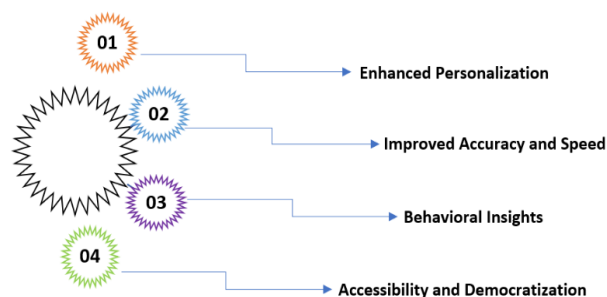 01
Enhanced Personalization
02
Improved Accuracy and Speed
03
Behavioral Insights
04
Accessibility and Democratization